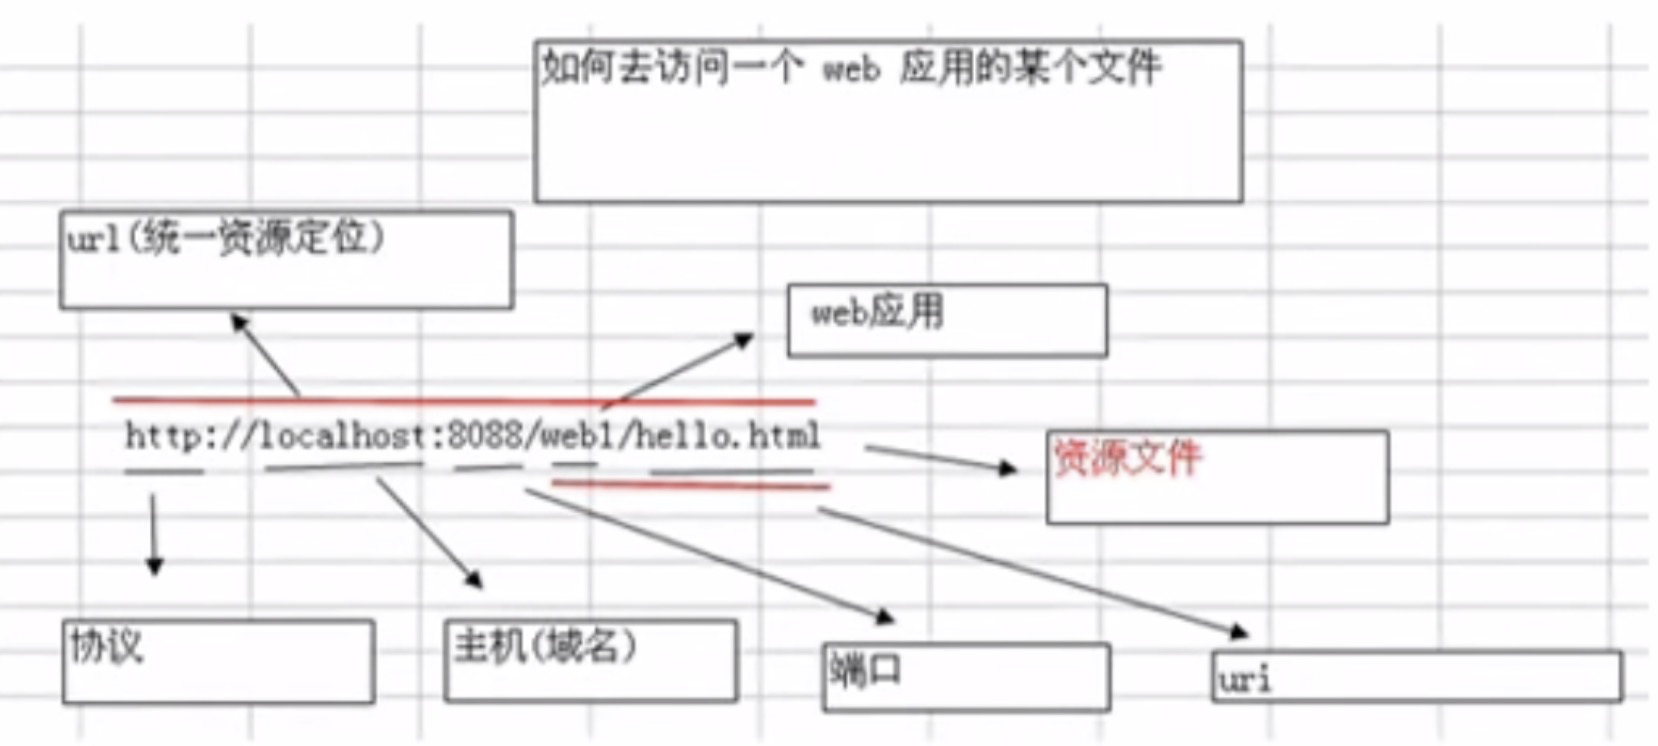 如何去访问一个 web 应用的某个文件
url(统一资源定位)
web应用
http://localhost:8088/web1/hello.html
资源文件
协议
主机(域名)
端口
uri